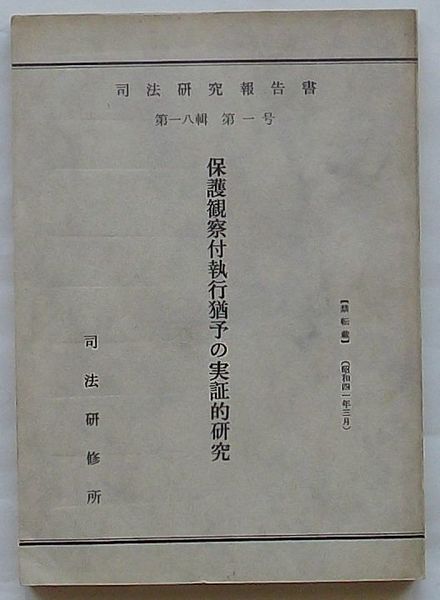 司法研究報告書
第一八輯 第一号
保護観察付執行猶予の実証的研究
【禁転載】 (昭和四一年三月)
司法研修所